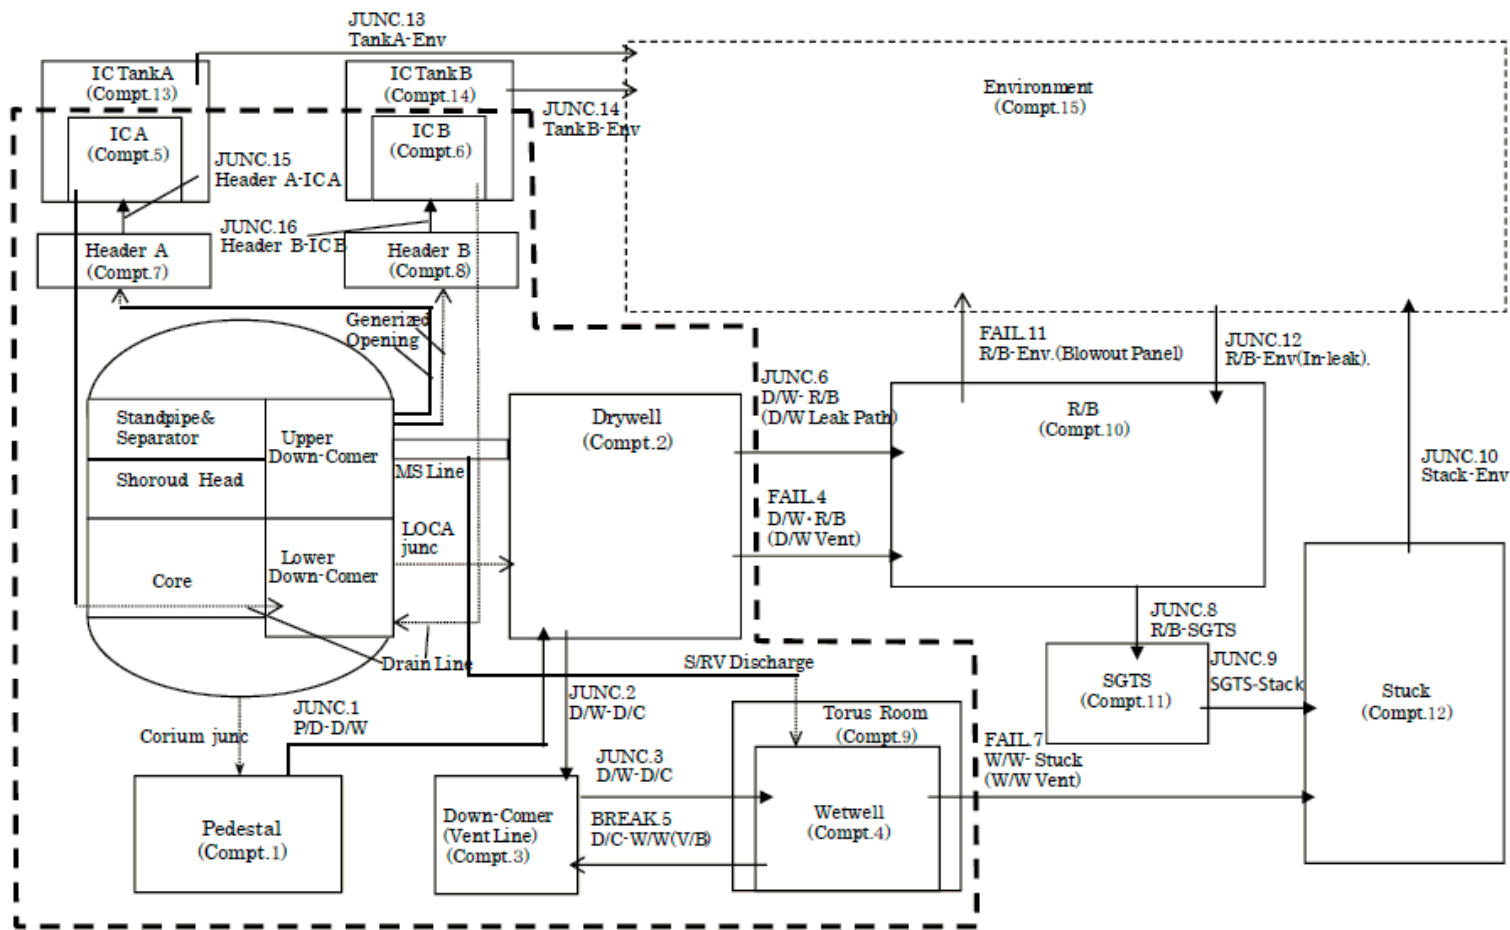 JUNC.13
TankA-Env
IC TankA
(Compt.13)
IC TankB
(Compt.14)
JUNC.14
TankB-Env
Environment
(Compt.15)
IC A
(Compt.5)
IC B
(Compt.6)
JUNC.15
Header A-IC A
JUNC.16
Header B-IC B
Header A
(Compt.7)
Header B
(Compt.8)
Generized
Opening
FAIL.11
R/B-Env.(Blowout Panel)
JUNC.12
R/B-Env(In-leak).
JUNC.6
D/W- R/B
(D/W Leak Path)
Standpipe&
Separator
Upper
Down-Comer
Shoroud Head
MS Line
Drywell
(Compt.2)
R/B
(Compt.10)
JUNC.10
Stack-Env
FAIL.4
D/W-R/B
(D/W Vent)
LOCA
junc
Core
Lower
Down-Comer
Drain Line
S/RV Discharge
JUNC.8
R/B-SGTS
JUNC.9
SGTS-Stack
SGTS
(Compt.11)
Stuck
(Compt.12)
JUNC.1
P/D-D/W
Corium junc
JUNC.2
D/W-D/C
Torus Room
(Compt.9)
FAIL.7
W/W- Stuck
(W/W Vent)
JUNC.3
D/W-D/C
Pedestal
(Compt.1)
Down-Comer
(Vent Line)
(Compt.3)
BREAK.5
D/C-W/W(V/B)
Wetwell
(Compt.4)